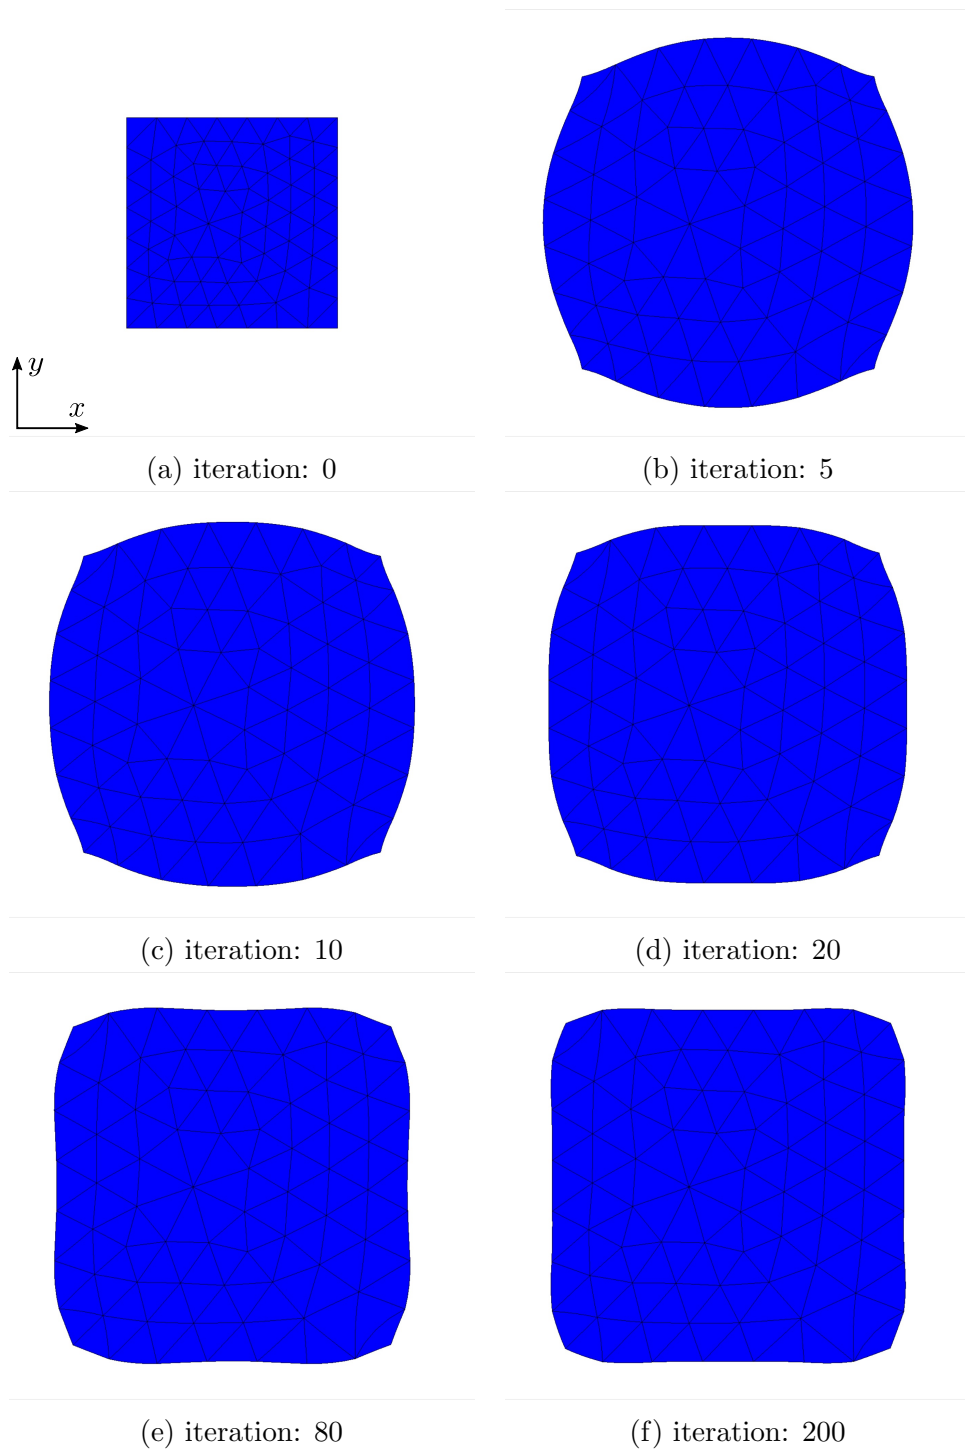 y
x
(a) iteration: 0
(b) iteration: 5
(c) iteration: 10
(d) iteration: 20
(e) iteration: 80
(f) iteration: 200